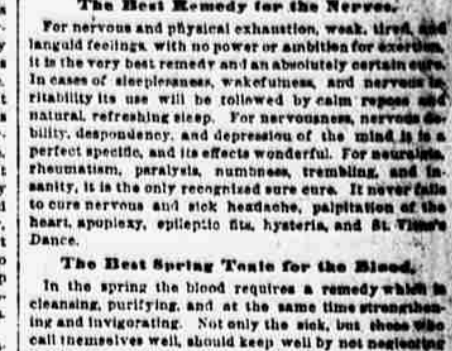 The Best Remedy for the Nerves.
For nervous and physical exhaustion, weak, tired, and
languid feelings, with no power or ambition for exertion,
it is the very best remedy and an absolutely certain cure.
In cases of sleeplessness, wakefulness, and nervous ir-
ritability its use will be followed by calm repose and
natural, refreshing sleep. For nervousness, nervous de-
bility, despondency, and depression of the mind it is a
perfect specific, and its effects wonderful. For neuralgia,
rheumatism, paralysis, numbness, trembling, and in-
sanity, it is the only recognized sure cure. It never fails
to cure nervous and sick headache, palpitation of the
heart, apoplexy, epileptic fits, hysteria, and St. Vitus's
Dance.
The Best Spring Tonic for the Blood.
In the spring the blood requires a remedy which is
cleansing, purifying, and at the same time strengthen-
ing and invigorating. Not only the sick, but those who
call themselves well, should keep well by not neglecting